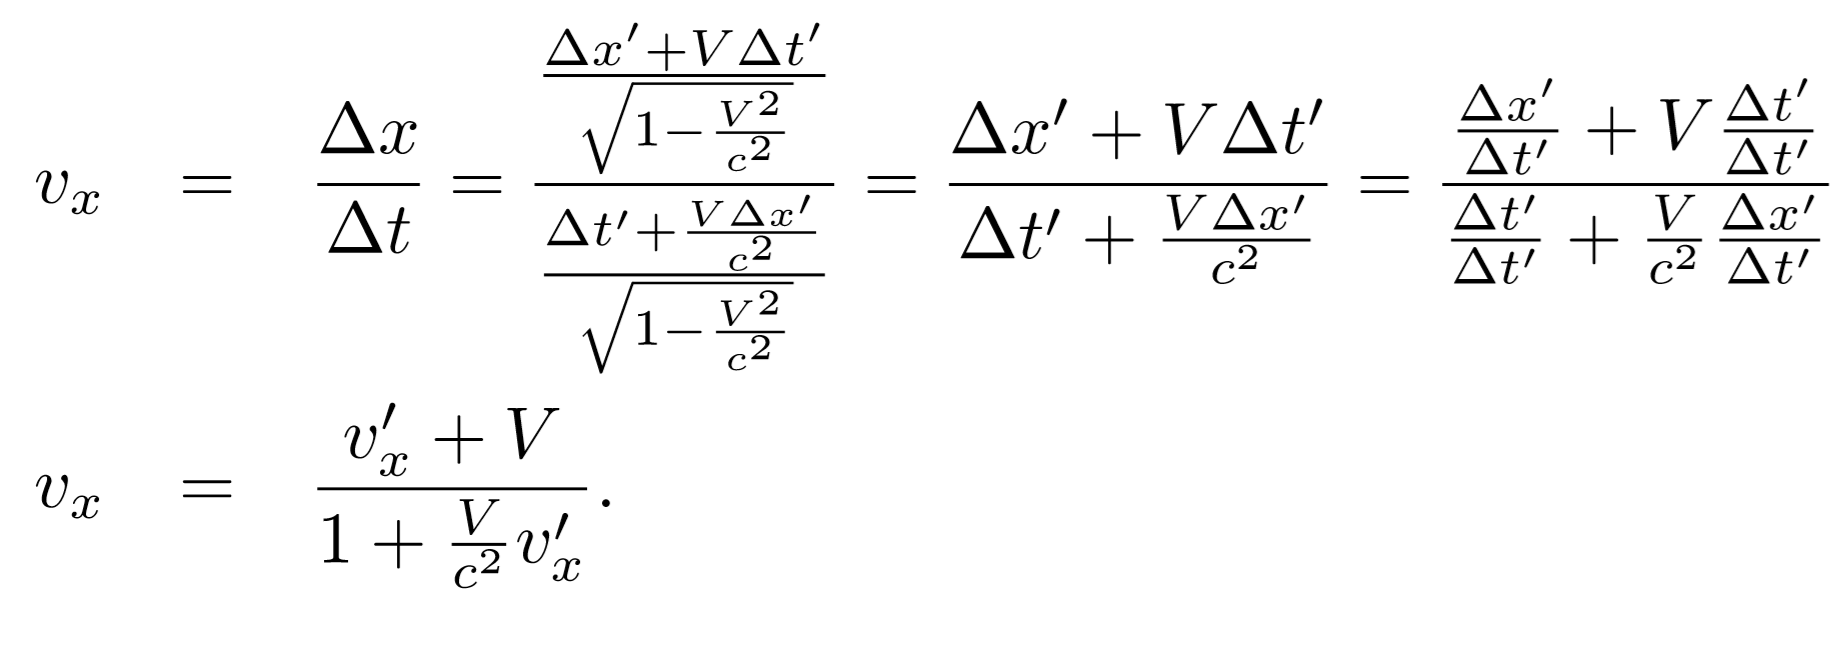 $v_x = \frac{\Delta x}{\Delta t} = \frac{\frac{\Delta x' + V \Delta t'}{\sqrt{1 - \frac{V^2}{c^2}}}}{\frac{\Delta t' + \frac{V \Delta x'}{c^2}}{\sqrt{1 - \frac{V^2}{c^2}}}} = \frac{\Delta x' + V \Delta t'}{\Delta t' + \frac{V \Delta x'}{c^2}} = \frac{\frac{\Delta x'}{\Delta t'} + V \frac{\Delta t'}{\Delta t'}}{\frac{\Delta t'}{\Delta t'} + \frac{V}{c^2} \frac{\Delta x'}{\Delta t'}}$
$v_x = \frac{v_x' + V}{1 + \frac{V}{c^2} v_x'}.$